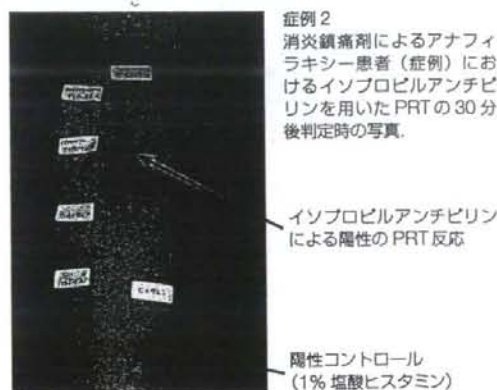 症例2
消炎鎮痛剤によるアナフィ
ラキシー患者（症例）にお
けるイソプロピルアンチピ
リンを用いたPRTの30分
後判定時の写真.
イソプロピルアンチピリン
による陽性のPRT反応
陽性コントロール
(1% 塩酸ヒスタミン)